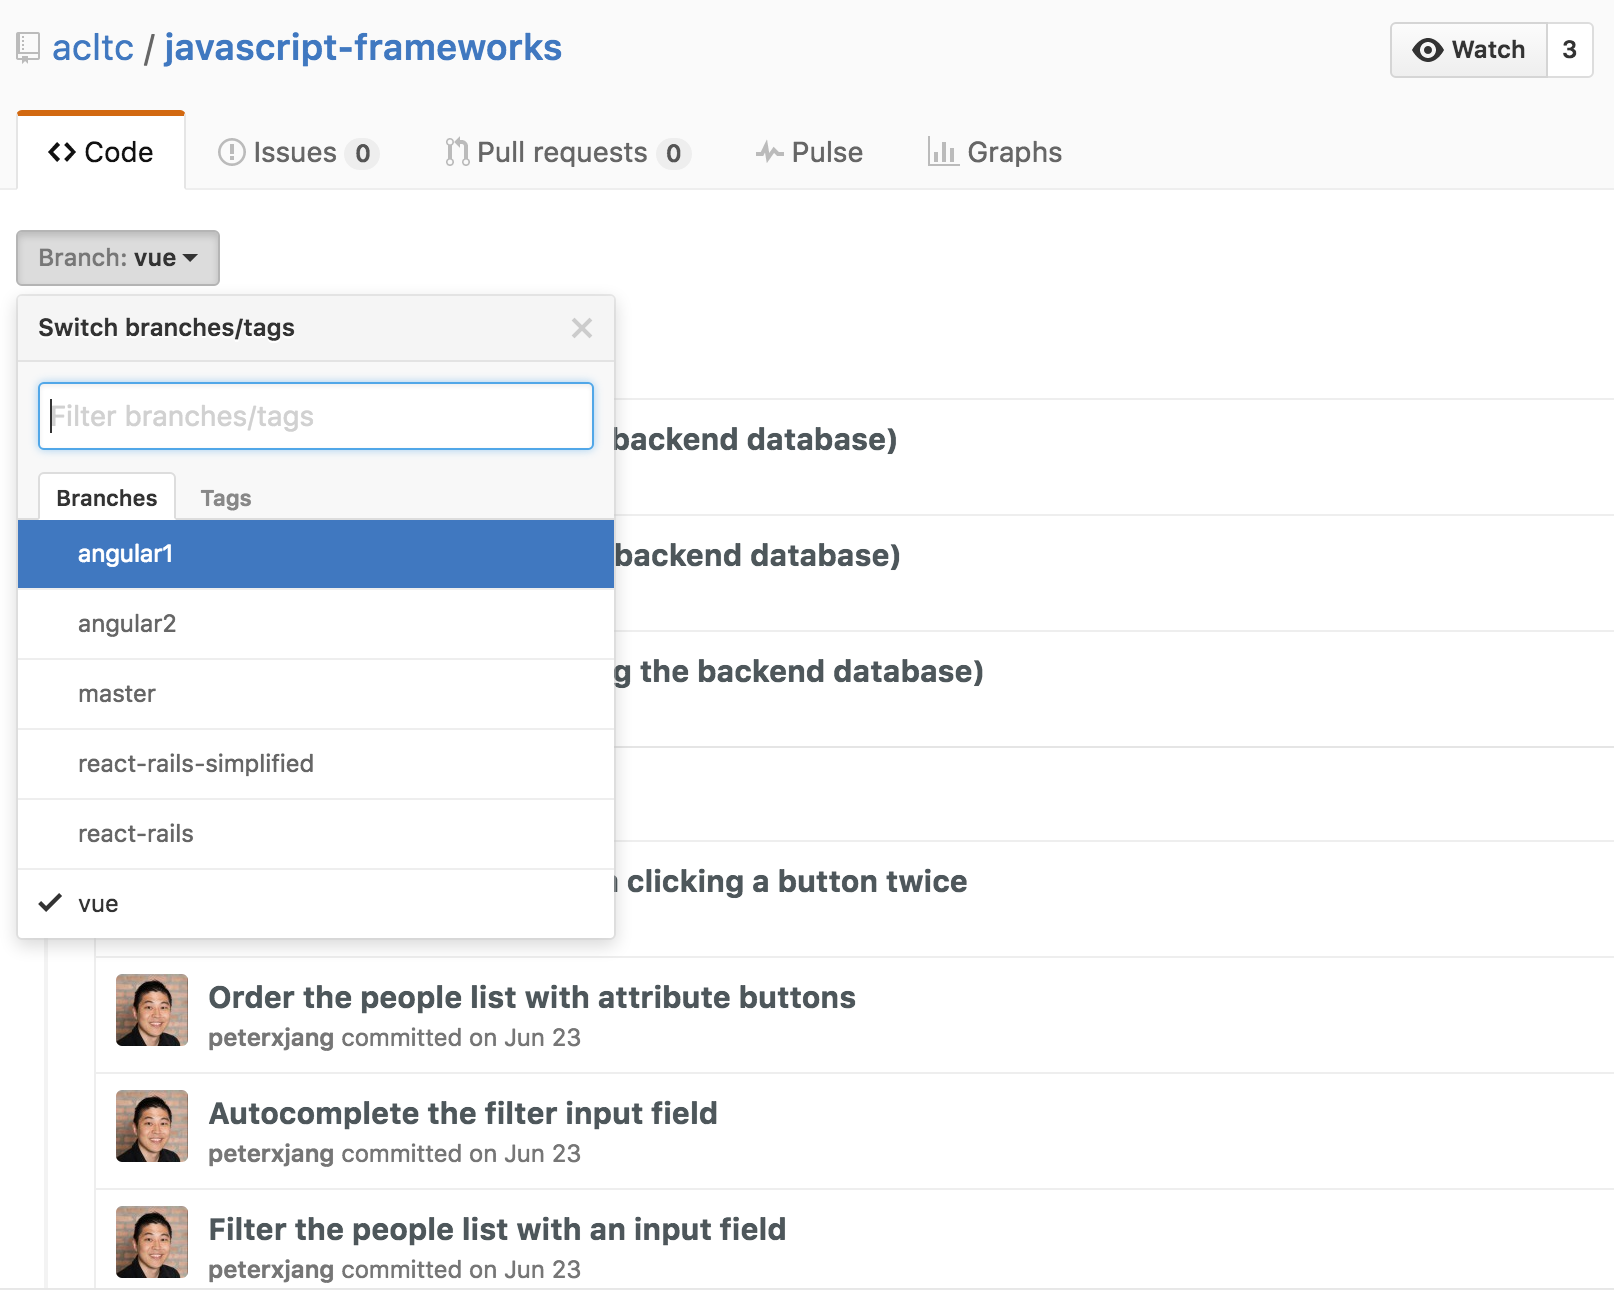 acltc / javascript-frameworks
Watch 3
Code
Issues 0
Pull requests 0
Pulse
Graphs
Branch: vue
Switch branches/tags
Filter branches/tags
backend database)
Branches
Tags
angular1
backend database)
angular2
g the backend database)
master
react-rails-simplified
react-rails
clicking a button twice
vue
Order the people list with attribute buttons
peterxjang committed on Jun 23
Autocomplete the filter input field
peterxjang committed on Jun 23
Filter the people list with an input field
peterxjang committed on Jun 23